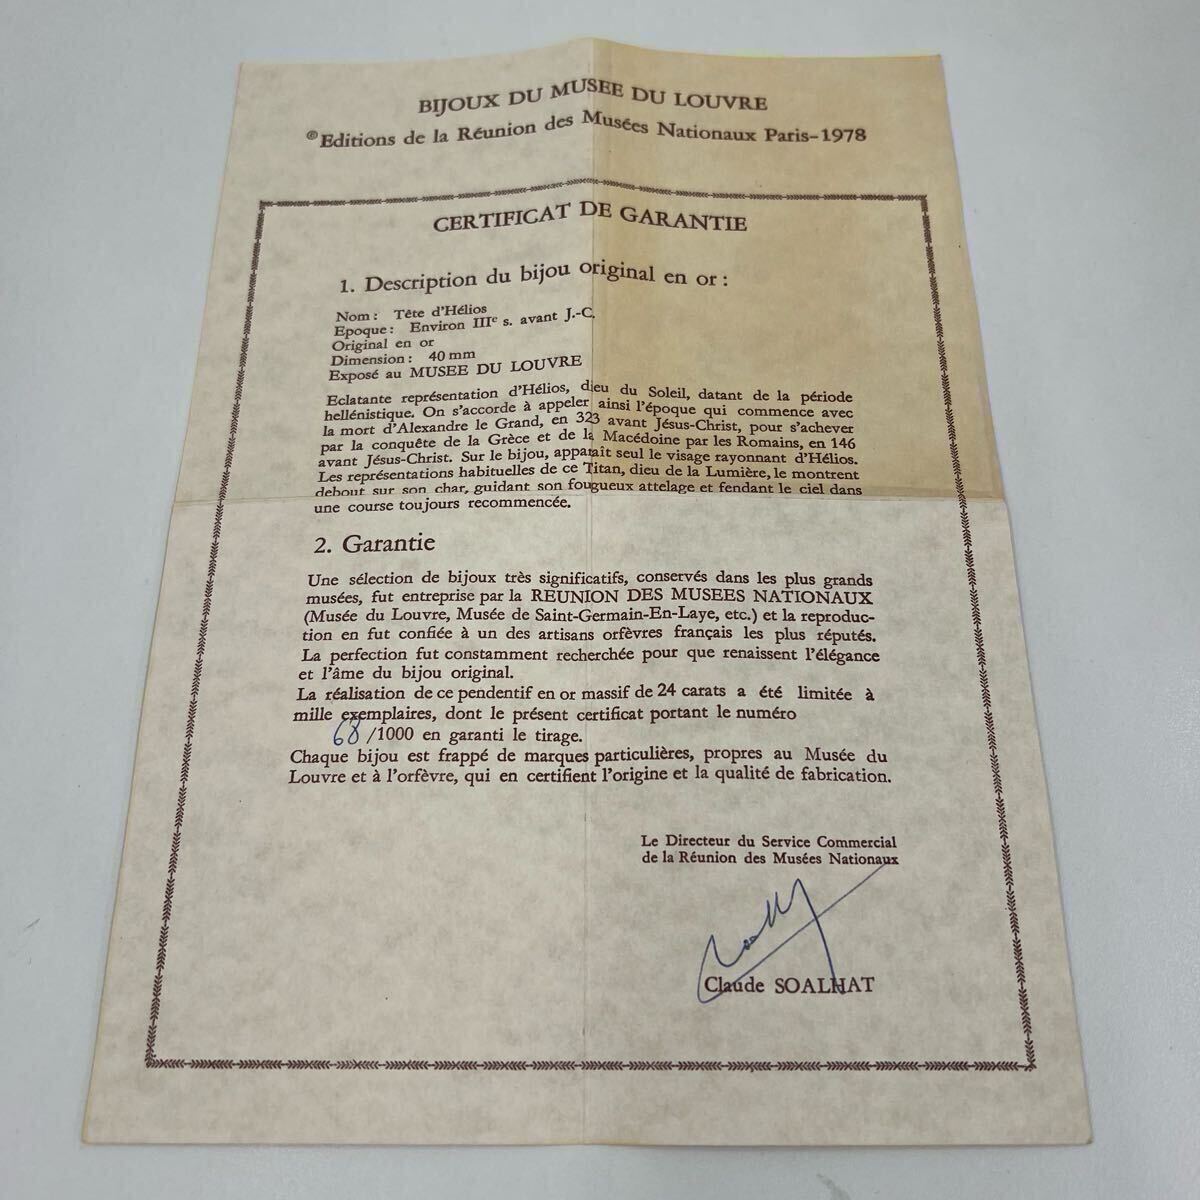 BIJOUX DU MUSEE DU LOUVRE
©Editions de la Réunion des Musées Nationaux Paris-1978
CERTIFICAT DE GARANTIE
1. Description du bijou original en or :
Nom : Tête d'Hélios
Epoque : Environ IIIe s. avant J.-C.
Original en or
Dimension : 40 mm
Exposé au MUSEE DU LOUVRE
Eclatante représentation d'Hélios, dieu du Soleil, datant de la période
hellénistique. On s'accorde à appeler ainsi l'époque qui commence avec
la mort d'Alexandre le Grand, en 323 avant Jésus-Christ, pour s'achever
par la conquête de la Grèce et de la Macédoine par les Romains, en 146
avant Jésus-Christ. Sur le bijou, apparaît seul le visage rayonnant d'Hélios.
Les représentations habituelles de ce Titan, dieu de la Lumière, le montrent
debout sur son char, guidant son fougueux attelage et fendant le ciel dans
une course toujours recommencée.
2. Garantie
Une sélection de bijoux très significatifs, conservés dans les plus grands
musées, fut entreprise par la REUNION DES MUSEES NATIONAUX
(Musée du Louvre, Musée de Saint-Germain-En-Laye, etc.) et la reproduc-
tion en fut confiée à un des artisans orfèvres français les plus réputés.
La perfection fut constamment recherchée pour que renaissent l'élégance
et l'âme du bijou original.
La réalisation de ce pendentif en or massif de 24 carats a été limitée à
mille exemplaires, dont le présent certificat portant le numéro
68 /1000 en garanti le tirage.
Chaque bijou est frappé de marques particulières, propres au Musée du
Louvre et à l'orfèvre, qui en certifient l'origine et la qualité de fabrication.
Le Directeur du Service Commercial
de la Réunion des Musées Nationaux
Claude SOALHAT